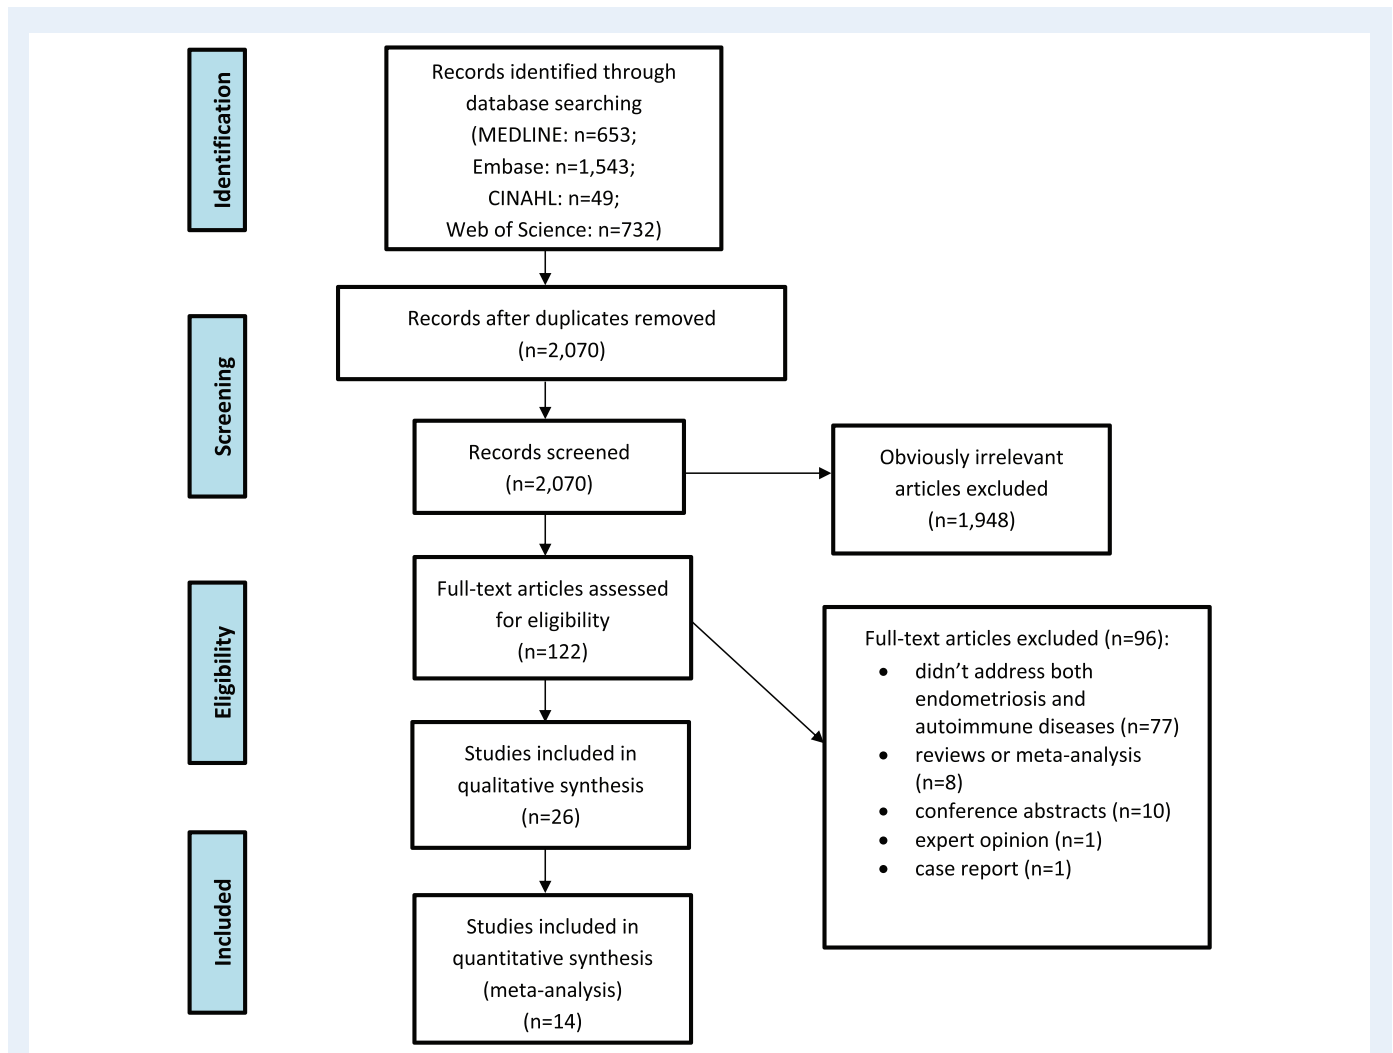 Identification
Records identified through
database searching
(MEDLINE: n=653;
Embase: n=1,543;
CINAHL: n=49;
Web of Science: n=732)
Screening
Records after duplicates removed
(n=2,070)
Records screened
(n=2,070)
Obviously irrelevant
articles excluded
(n=1,948)
Eligibility
Full-text articles assessed
for eligibility
(n=122)
Full-text articles excluded (n=96):
• didn’t address both
endometriosis and
autoimmune diseases (n=77)
• reviews or meta-analysis
(n=8)
• conference abstracts (n=10)
• expert opinion (n=1)
• case report (n=1)
Studies included in
qualitative synthesis
(n=26)
Included
Studies included in
quantitative synthesis
(meta-analysis)
(n=14)